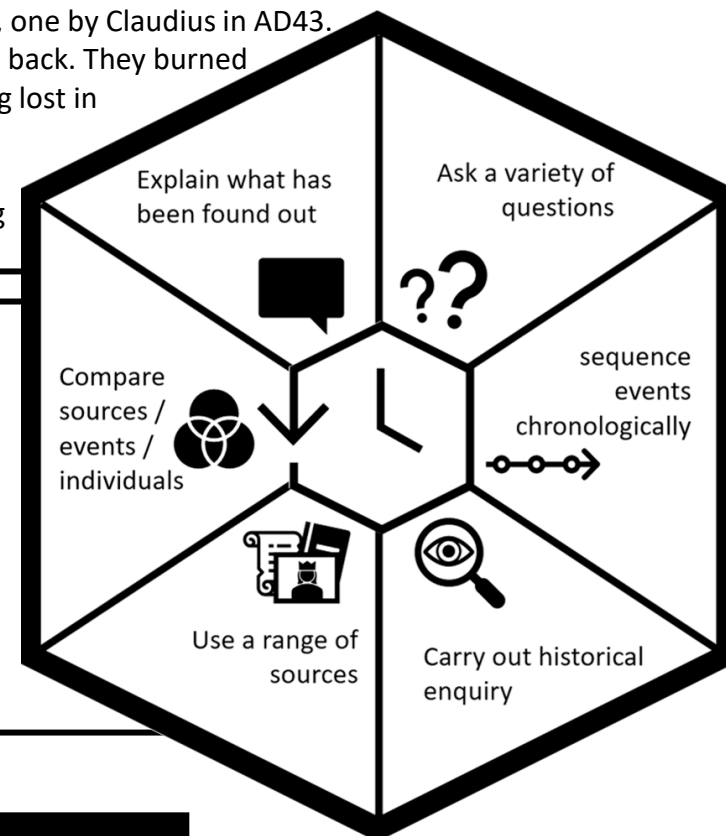 , one by Claudius in AD43.
back. They burned
g lost in
g
Explain what has
been found out
Ask a variety of
questions
??
Compare
sources /
events /
individuals
sequence
events
chronologically
Use a range of
sources
Carry out historical
enquiry